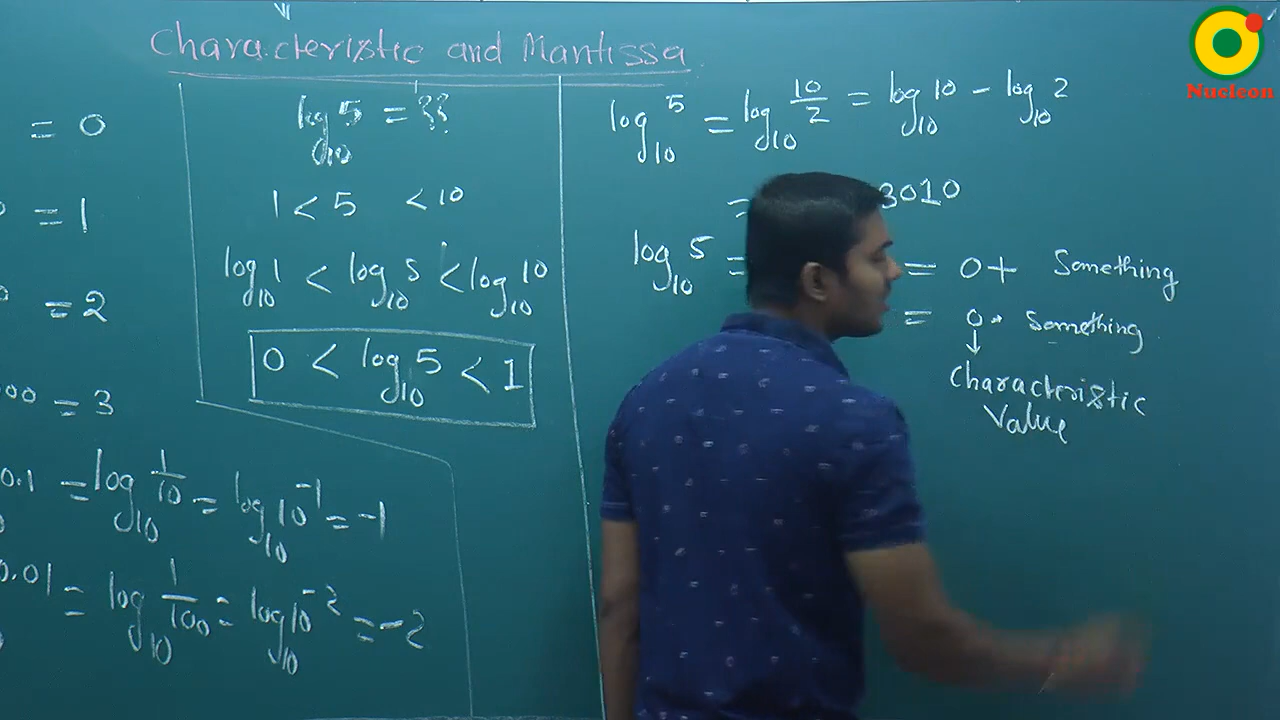 Characteristic and Mantissa
Nucleon
= 0
= 1
= 2
00 = 3
0.1 = log₁₀ 1/10 = log₁₀ 10⁻¹ = -1
0.01 = log₁₀ 1/100 = log₁₀ 10⁻² = -2
log₁₀ 5 = ??
1 < 5 < 10
log₁₀ 1 < log₁₀ 5 < log₁₀ 10
0 < log₁₀ 5 < 1
log₁₀ 5 = log₁₀ 10/2 = log₁₀ 10 - log₁₀ 2
= 3010
log₁₀ 5 = = 0 + Something
= 0. Something
↓
Characteristic
Value